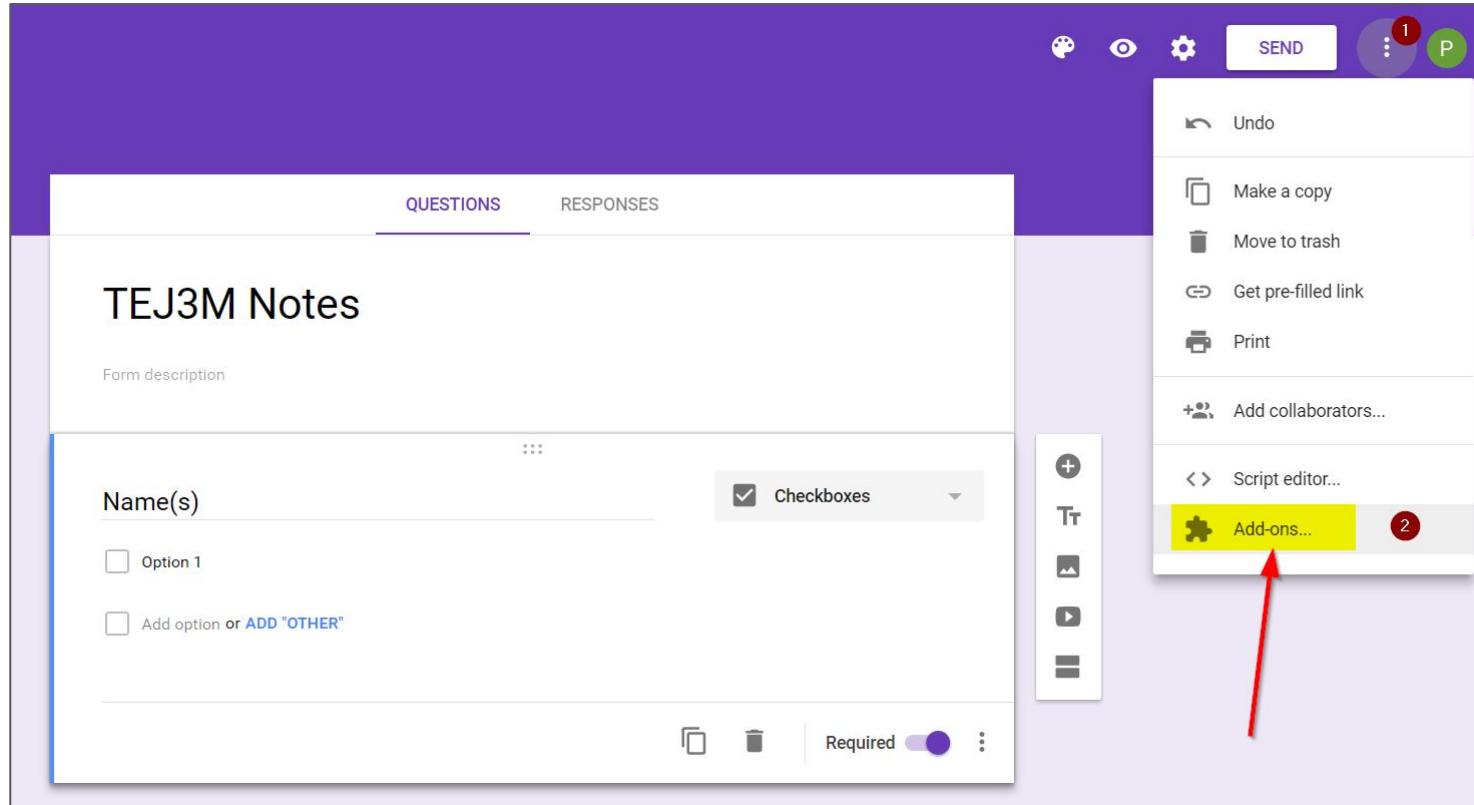 SEND
1
P
Undo
Make a copy
Move to trash
Get pre-filled link
Print
Add collaborators...
Script editor...
Add-ons...
2
QUESTIONS RESPONSES
TEJ3M Notes
Form description
Name(s)
Checkboxes
Option 1
Add option or ADD "OTHER"
Tт
Required